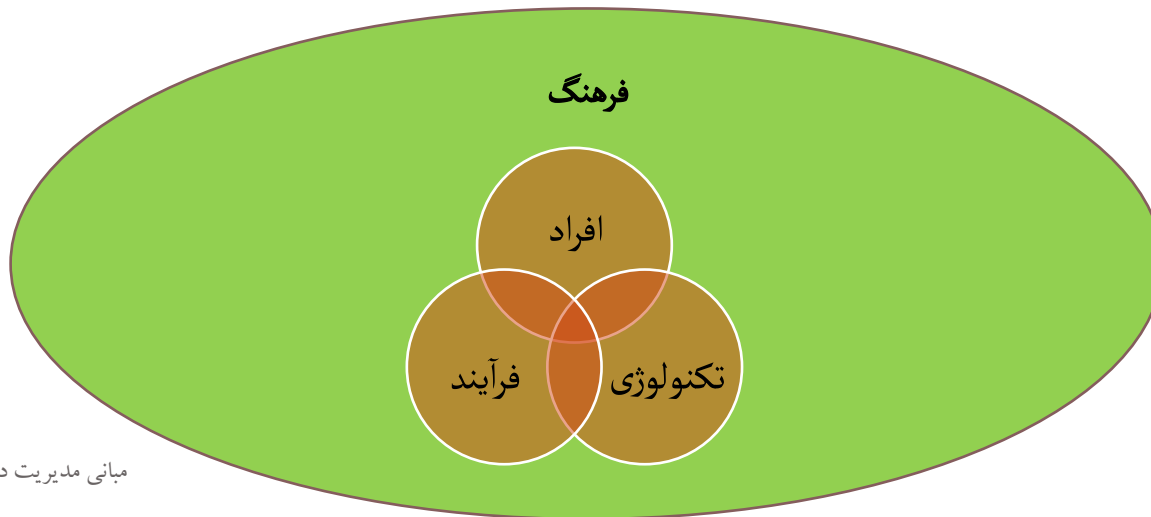 فرهنگ
افراد
تکنولوژی
فرآیند
مبانی مدیریت